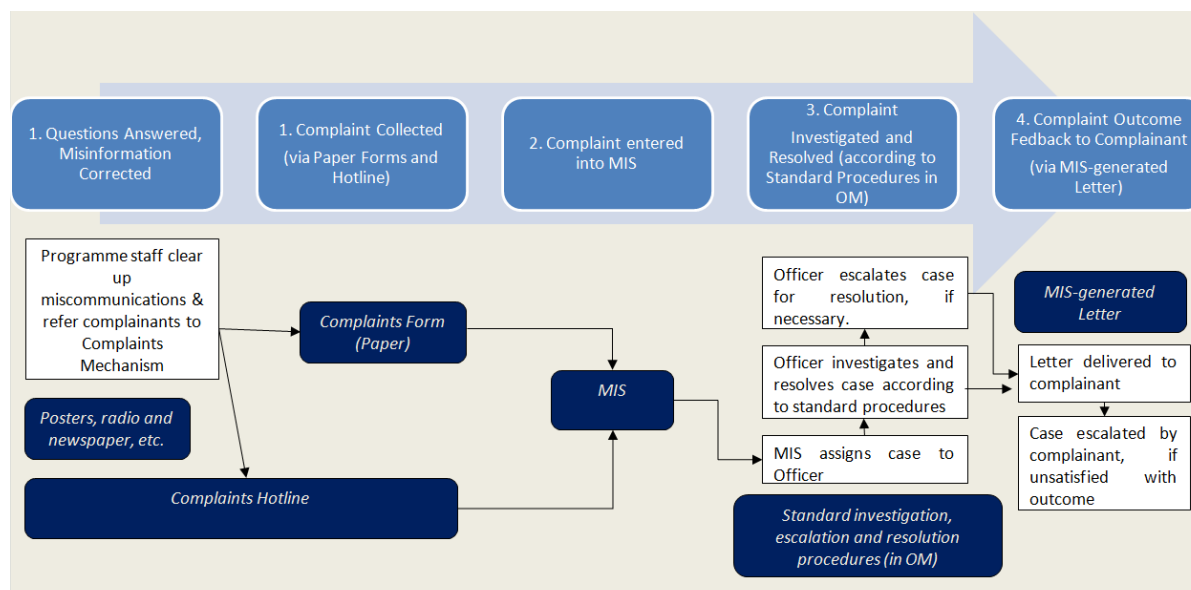 1. Questions Answered,
Misinformation
Corrected
1. Complaint Collected
(via Paper Forms and
Hotline)
2. Complaint entered
into MIS
3. Complaint
Investigated and
Resolved (according to
Standard Procedures in
OM)
4. Complaint Outcome
Fedback to Complainant
(via MIS-generated
Letter)
Programme staff clear
up
miscommunications &
refer complainants to
Complaints
Mechanism
Posters, radio and
newspaper, etc.
Complaints Form
(Paper)
Complaints Hotline
MIS
Officer escalates case
for resolution, if
necessary.
Officer investigates and
resolves case according
to standard procedures
MIS assigns case to
Officer
Standard investigation,
escalation and resolution
procedures (in OM)
MIS-generated
Letter
Letter delivered to
complainant
Case escalated by
complainant, if
unsatisfied with
outcome